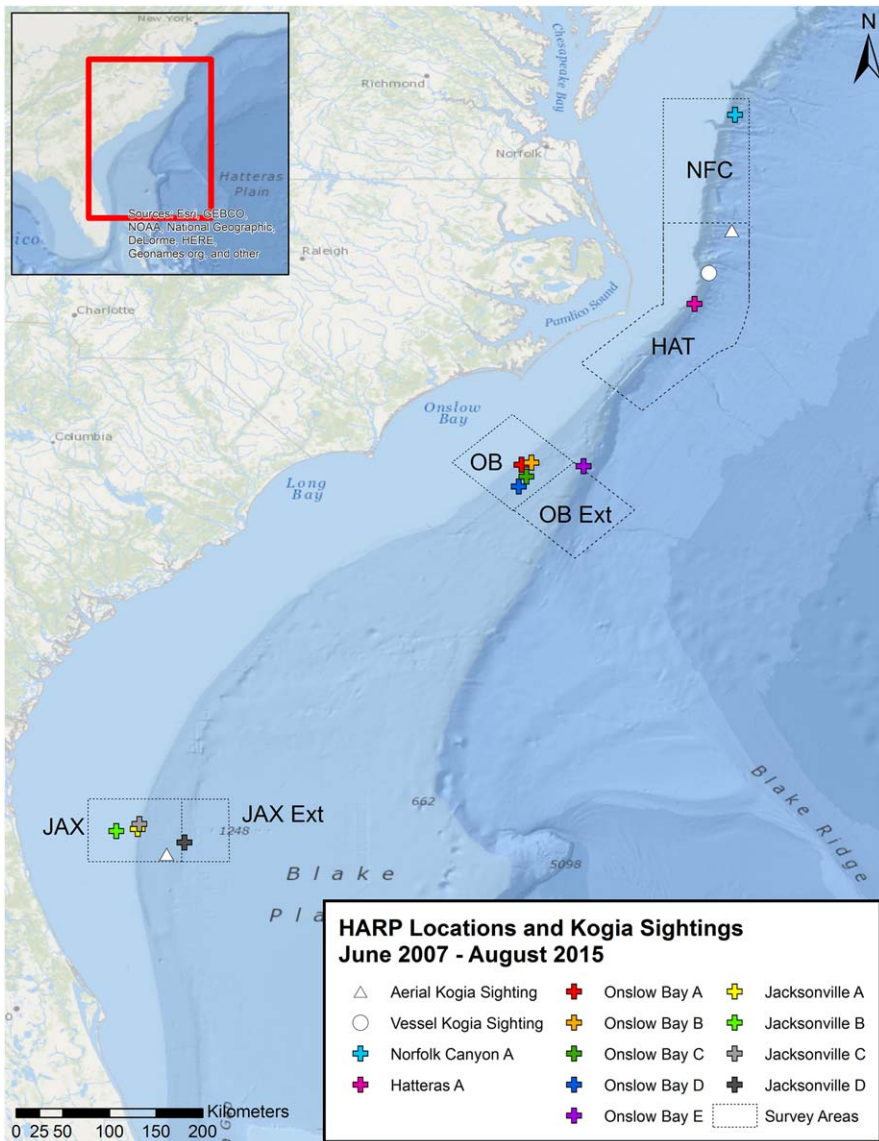 New York
Hatteras
Plain
ico
Sources: Esri, GEBCO,
NOAA, National Geographic,
DeLorme, HERE,
Geonames.org, and other
N
Richmond
Chesapeake Bay
Norfolk
NFC
Raleigh
Charlotte
Pamlico Sound
HAT
Onslow
Bay
Columbia
OB
Long
Bay
OB Ext
Blake Ridge
662
JAX
JAX Ext
1248
5098
Blake
Pla
HARP Locations and Kogia Sightings
June 2007 - August 2015
Aerial Kogia Sighting
Vessel Kogia Sighting
Norfolk Canyon A
Hatteras A
Onslow Bay A
Onslow Bay B
Onslow Bay C
Onslow Bay D
Onslow Bay E
Jacksonville A
Jacksonville B
Jacksonville C
Jacksonville D
Survey Areas
Kilometers
0 25 50 100 150 200